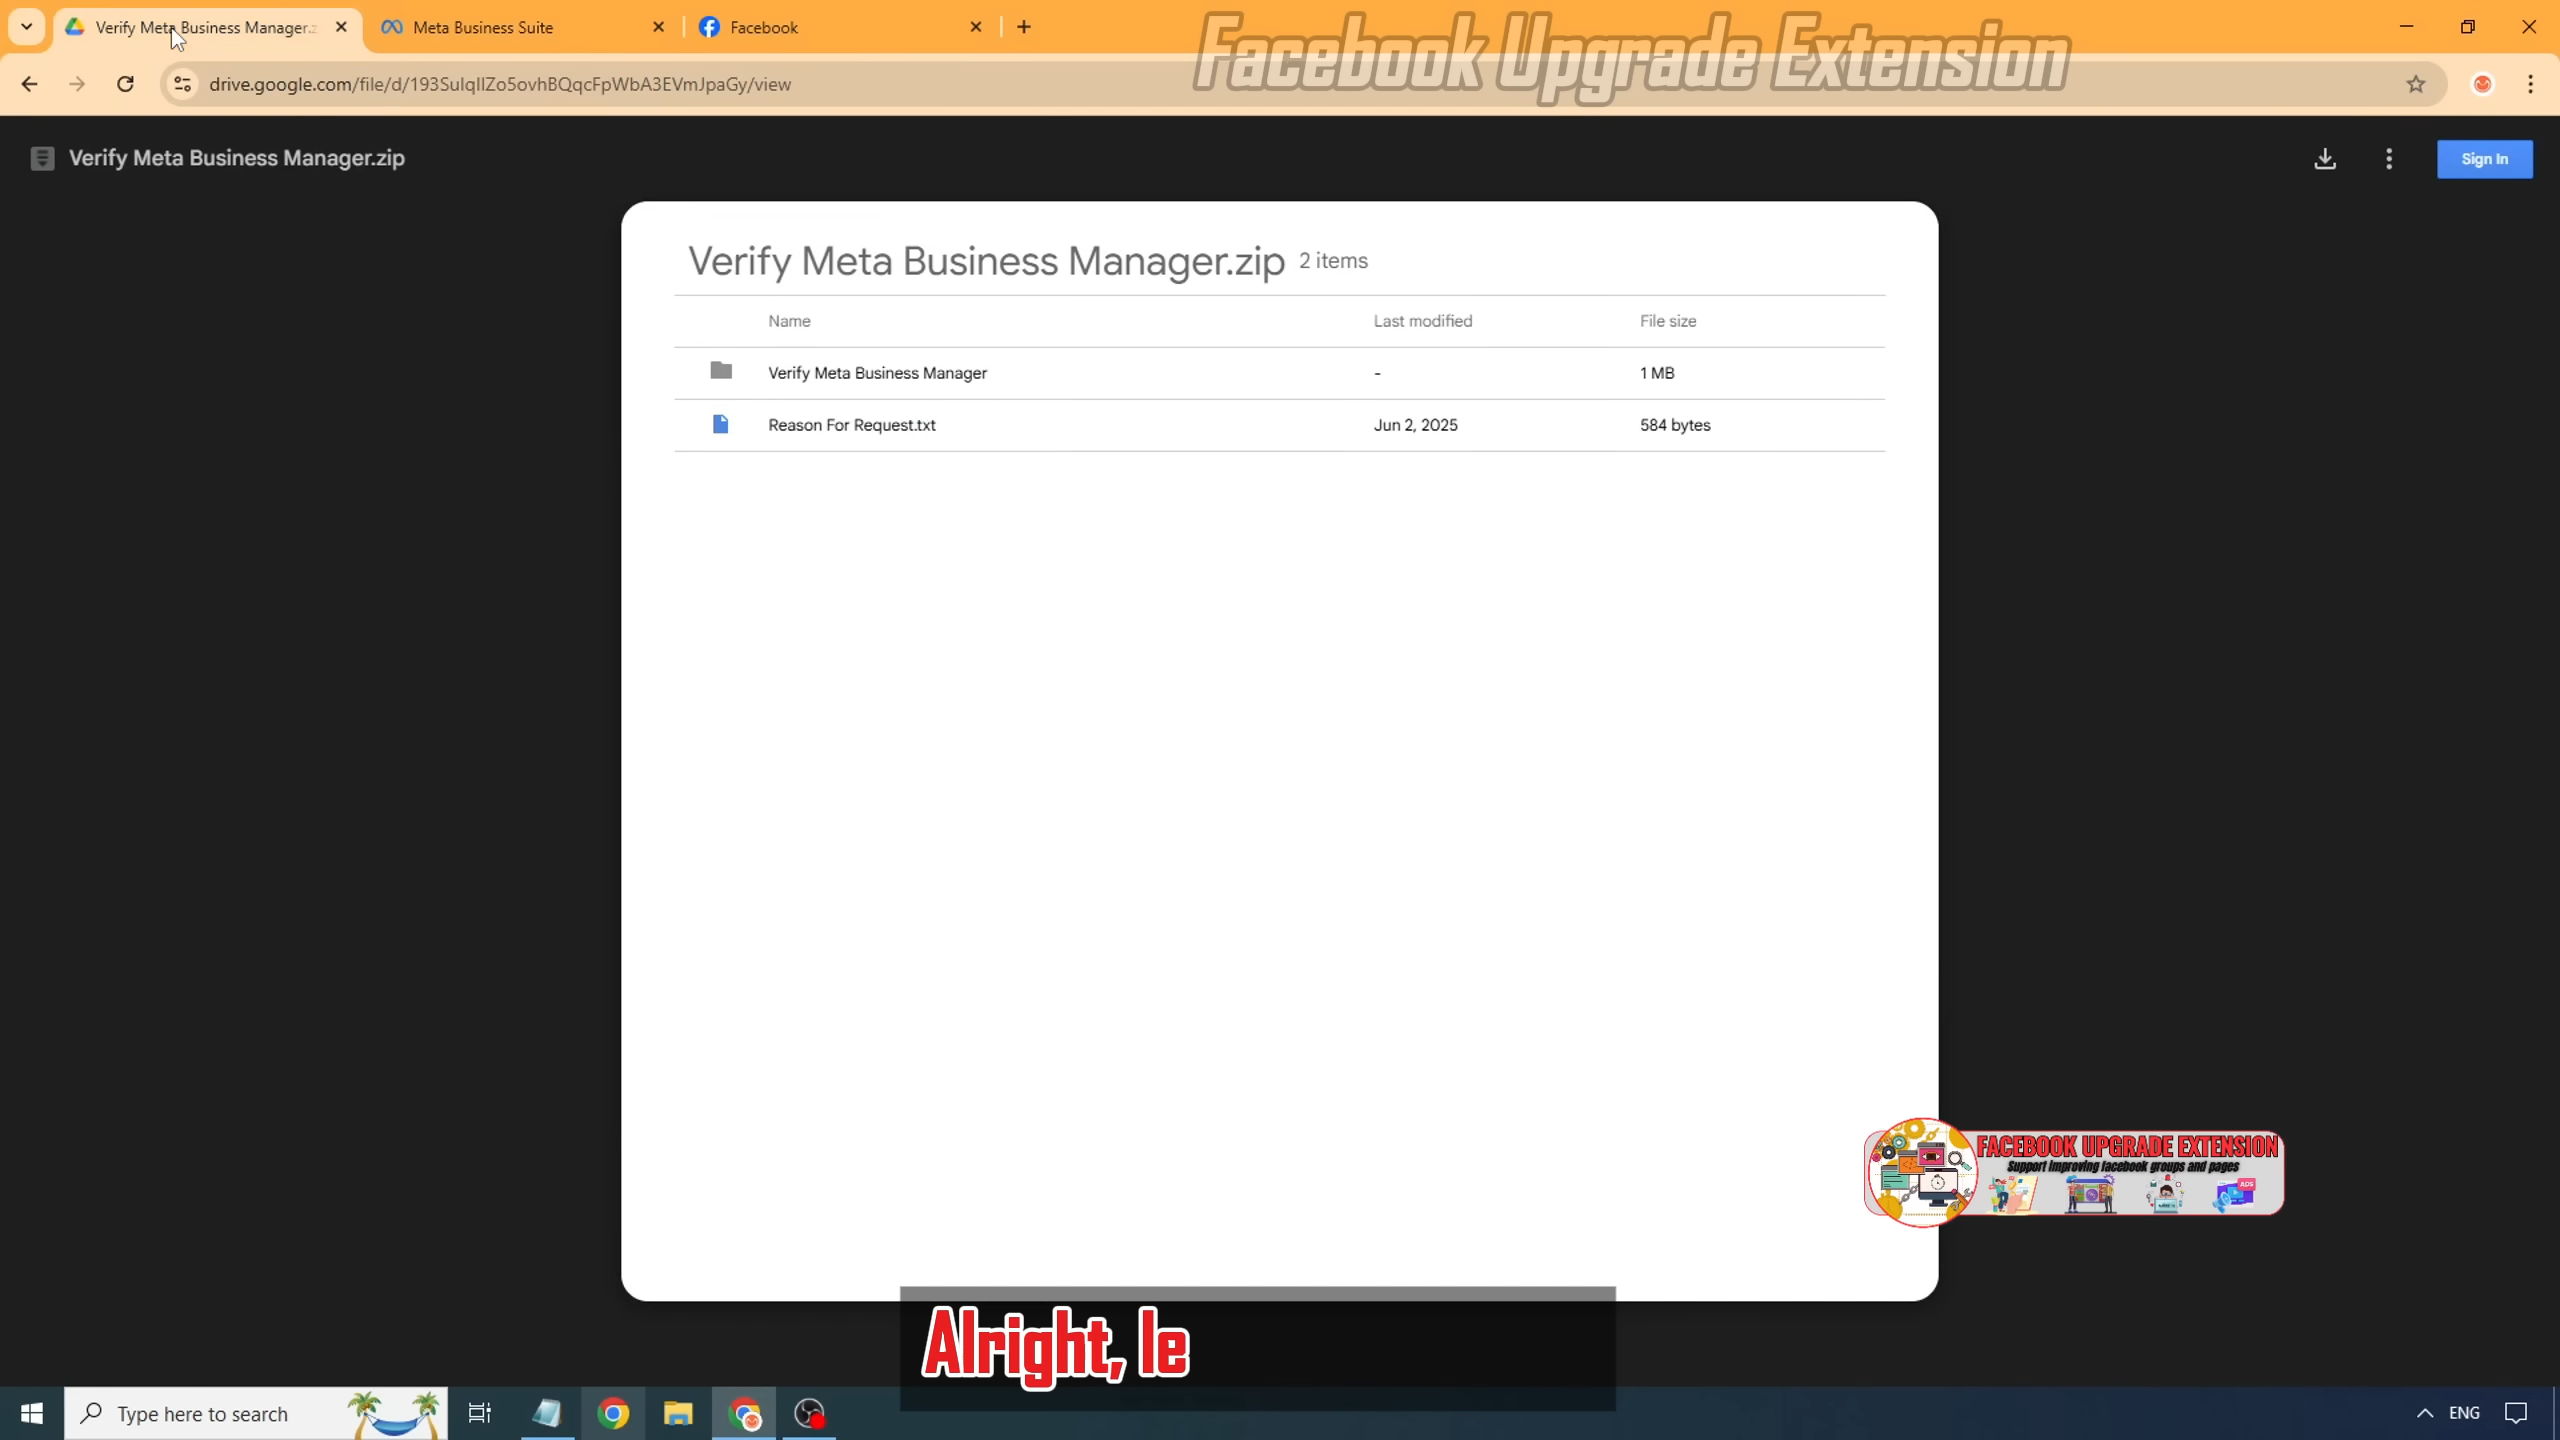 Verify Meta Business Manager.z
Meta Business Suite
Facebook
Facebook Upgrade Extension
drive.google.com/file/d/193SulqIIZo5ovhBQqcFpWbA3EVmJpaGy/view
Verify Meta Business Manager.zip
Sign In
Verify Meta Business Manager.zip 2 items
Name Last modified File size
Verify Meta Business Manager - 1 MB
Reason For Request.txt Jun 2, 2025 584 bytes
FACEBOOK UPGRADE EXTENSION
Support improving facebook groups and pages
ADS
Alright, le
Type here to search
ENG